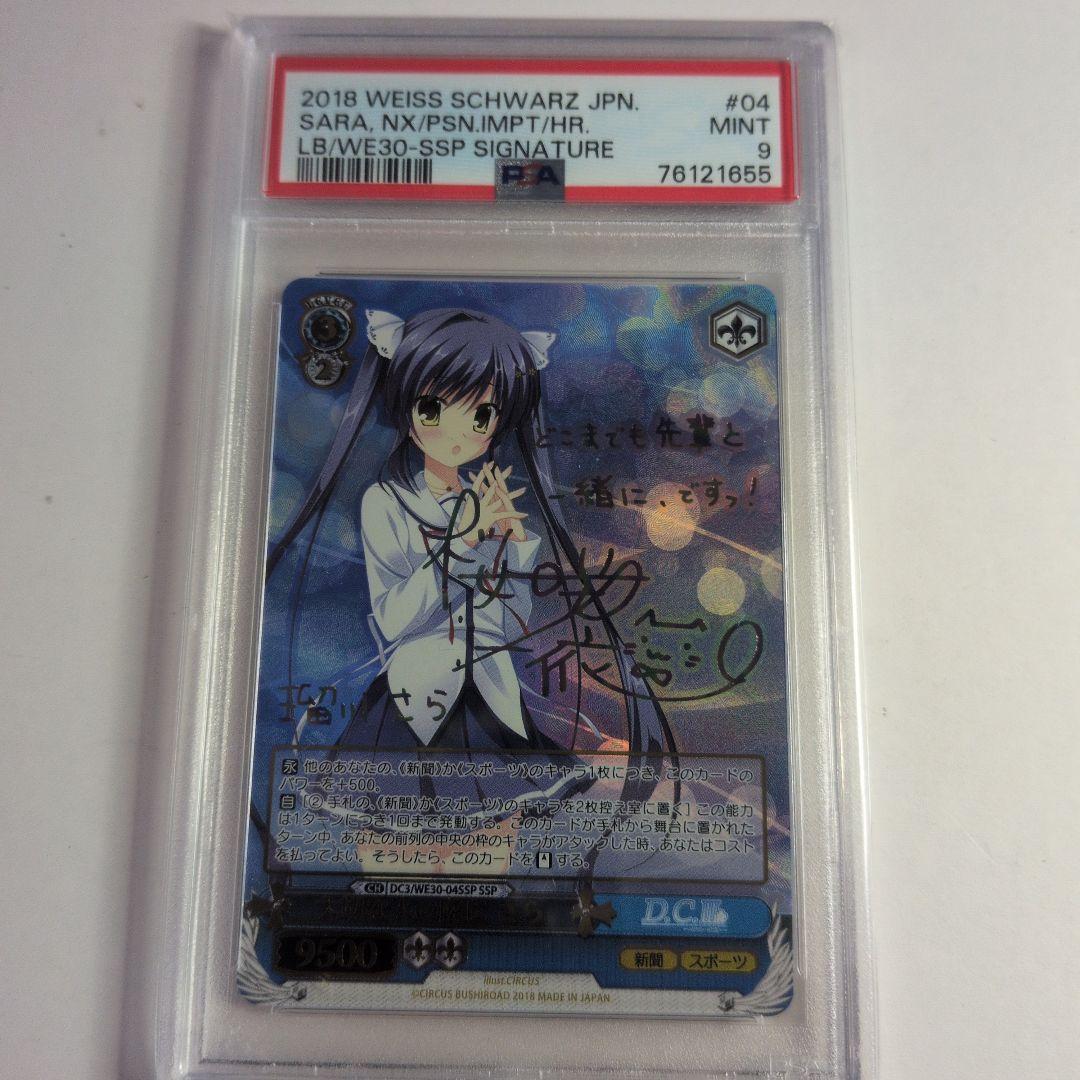 2018 WEISS SCHWARZ JPN. #04
SARA, NX/PSN.IMPT/HR. MINT
LB/WE30-SSP SIGNATURE 9
PSA 76121655
LEVEL
3
2
どこまでも先輩と
一緒に、ですっ!
瑠川さら
永 他のあなたの、《新聞》か《スポーツ》のキャラ1枚につき、このカードの
パワーを+500。
自 [② 手札の、《新聞》か《スポーツ》のキャラを2枚控え室に置く] この能力
は1ターンにつき1回まで発動する。このカードが手札から舞台に置かれた
ターン中、あなたの前列の中央の枠のキャラがアタックした時、あなたはコスト
を払ってよい。そうしたら、このカードを する。
CH DC3/WE30-04SSP SSP
さら
D.C.III
9500
新聞 スポーツ
illust.CIRCUS
©CIRCUS BUSHIROAD 2018 MADE IN JAPAN